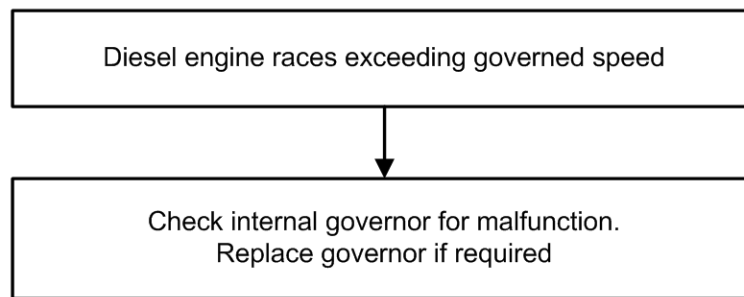 Diesel engine races exceeding governed speed
Check internal governor for malfunction.
Replace governor if required